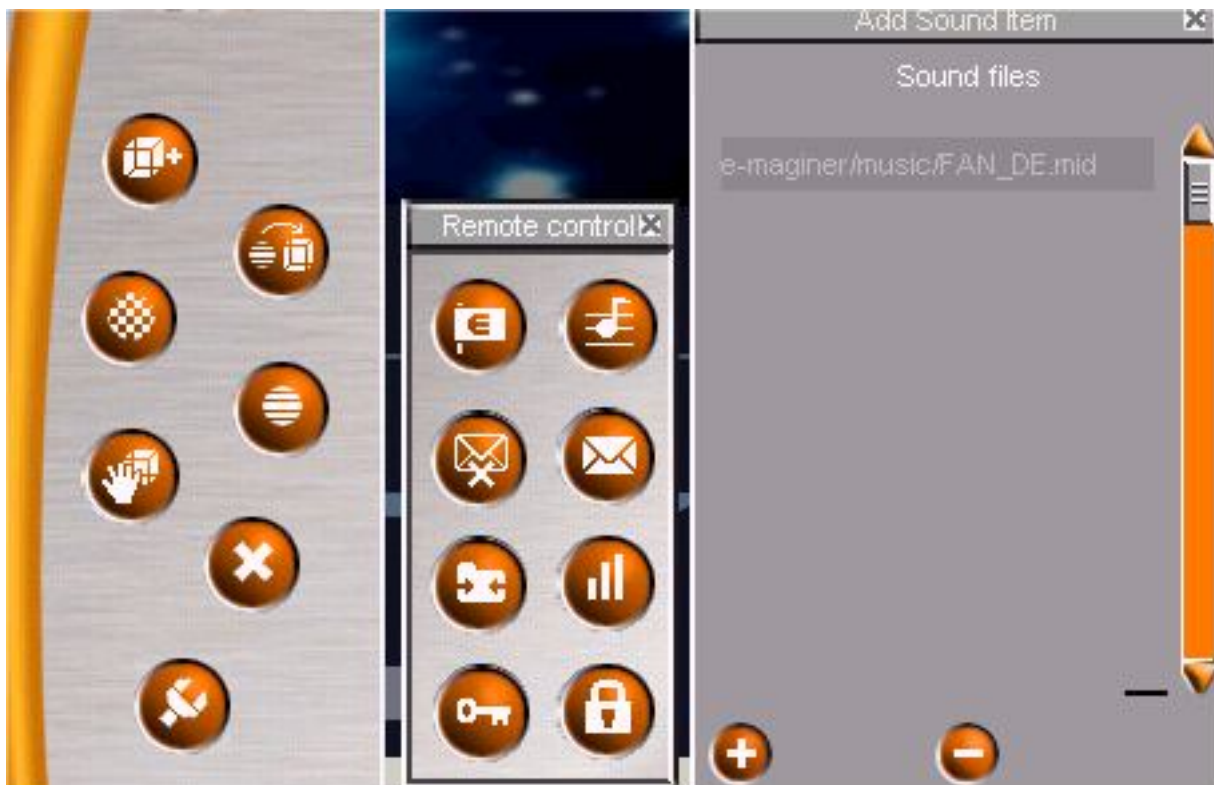 Remote control
Add Sound Item
Sound files
e-maginer/music/FAN_DE.mid